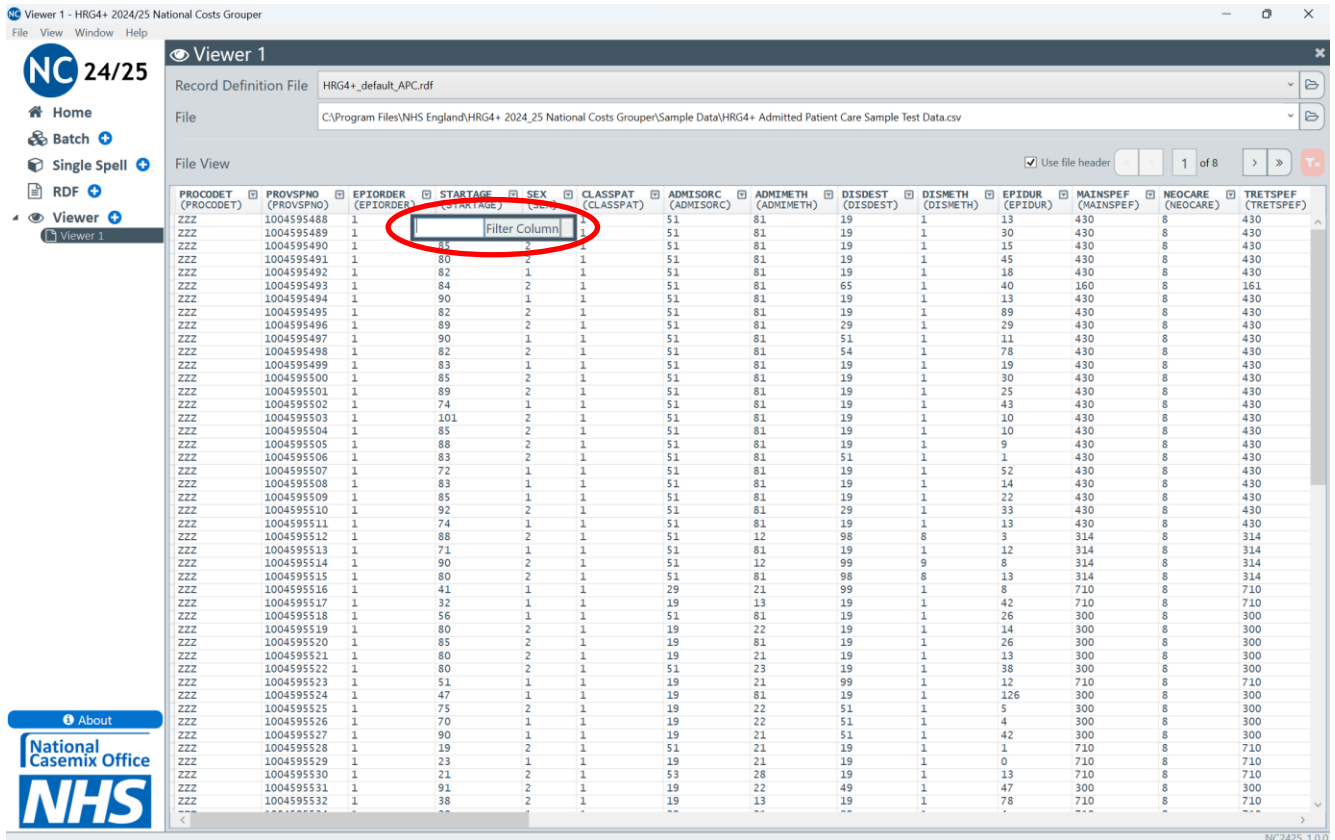 Viewer 1 - HRG4+ 2024/25 National Costs Grouper
File View Window Help
NC 24/25
Home
Batch
Single Spell
RDF
Viewer
Viewer 1
About
National
Casemix Office
NHS
Viewer 1
Record Definition File HRG4+_default_APC.rdf
File C:\Program Files\NHS England\HRG4+ 2024_25 National Costs Grouper\Sample Data\HRG4+ Admitted Patient Care Sample Test Data.csv
File View Use file header 1 of 8
PROCODET PROVSPNO EPIORDER STARTAGE SEX CLASSPAT ADMISORC ADMIMETH DISDEST DISMETH EPIDUR MAINSPEF NEOCARE TRETSPEF
(PROCODET) (PROVSPNO) (EPIORDER) (STARTAGE) (SEX) (CLASSPAT) (ADMISORC) (ADMIMETH) (DISDEST) (DISMETH) (EPIDUR) (MAINSPEF) (NEOCARE) (TRETSPEF)
ZZZ 1004595488 1 1 51 81 19 1 13 430 8 430
Filter Column
ZZZ 1004595489 1 1 51 81 19 1 30 430 8 430
ZZZ 1004595490 1 85 2 1 51 81 19 1 15 430 8 430
ZZZ 1004595491 1 80 2 1 51 81 19 1 45 430 8 430
ZZZ 1004595492 1 82 1 1 51 81 19 1 18 430 8 430
ZZZ 1004595493 1 84 2 1 51 81 65 1 40 160 8 161
ZZZ 1004595494 1 90 1 1 51 81 19 1 13 430 8 430
ZZZ 1004595495 1 82 2 1 51 81 19 1 89 430 8 430
ZZZ 1004595496 1 89 2 1 51 81 29 1 29 430 8 430
ZZZ 1004595497 1 90 1 1 51 81 51 1 11 430 8 430
ZZZ 1004595498 1 82 2 1 51 81 54 1 78 430 8 430
ZZZ 1004595499 1 83 1 1 51 81 19 1 19 430 8 430
ZZZ 1004595500 1 85 2 1 51 81 19 1 30 430 8 430
ZZZ 1004595501 1 89 2 1 51 81 19 1 25 430 8 430
ZZZ 1004595502 1 74 1 1 51 81 19 1 43 430 8 430
ZZZ 1004595503 1 101 2 1 51 81 19 1 10 430 8 430
ZZZ 1004595504 1 85 2 1 51 81 19 1 10 430 8 430
ZZZ 1004595505 1 88 2 1 51 81 19 1 9 430 8 430
ZZZ 1004595506 1 83 2 1 51 81 51 1 1 430 8 430
ZZZ 1004595507 1 72 1 1 51 81 19 1 52 430 8 430
ZZZ 1004595508 1 83 1 1 51 81 19 1 14 430 8 430
ZZZ 1004595509 1 85 1 1 51 81 19 1 22 430 8 430
ZZZ 1004595510 1 92 2 1 51 81 29 1 33 430 8 430
ZZZ 1004595511 1 74 1 1 51 81 19 1 13 430 8 430
ZZZ 1004595512 1 88 2 1 51 12 98 8 3 314 8 314
ZZZ 1004595513 1 71 1 1 51 81 19 1 12 314 8 314
ZZZ 1004595514 1 90 2 1 51 12 99 9 8 314 8 314
ZZZ 1004595515 1 80 2 1 51 81 98 8 13 314 8 314
ZZZ 1004595516 1 41 1 1 29 21 99 1 8 710 8 710
ZZZ 1004595517 1 32 1 1 19 13 19 1 42 710 8 710
ZZZ 1004595518 1 56 1 1 51 81 19 1 26 300 8 300
ZZZ 1004595519 1 80 2 1 19 22 19 1 14 300 8 300
ZZZ 1004595520 1 85 2 1 19 81 19 1 26 300 8 300
ZZZ 1004595521 1 80 2 1 19 21 19 1 13 300 8 300
ZZZ 1004595522 1 80 2 1 51 23 19 1 38 300 8 300
ZZZ 1004595523 1 51 1 1 19 21 99 1 12 710 8 710
ZZZ 1004595524 1 47 1 1 19 81 19 1 126 300 8 300
ZZZ 1004595525 1 75 2 1 19 22 51 1 5 300 8 300
ZZZ 1004595526 1 70 1 1 19 22 51 1 4 300 8 300
ZZZ 1004595527 1 90 1 1 19 21 51 1 42 300 8 300
ZZZ 1004595528 1 19 2 1 51 21 19 1 1 710 8 710
ZZZ 1004595529 1 23 1 1 19 21 19 1 0 710 8 710
ZZZ 1004595530 1 21 2 1 53 28 19 1 13 710 8 710
ZZZ 1004595531 1 91 2 1 19 22 49 1 47 300 8 300
ZZZ 1004595532 1 38 2 1 19 13 19 1 78 710 8 710
NC2425_1.0.0